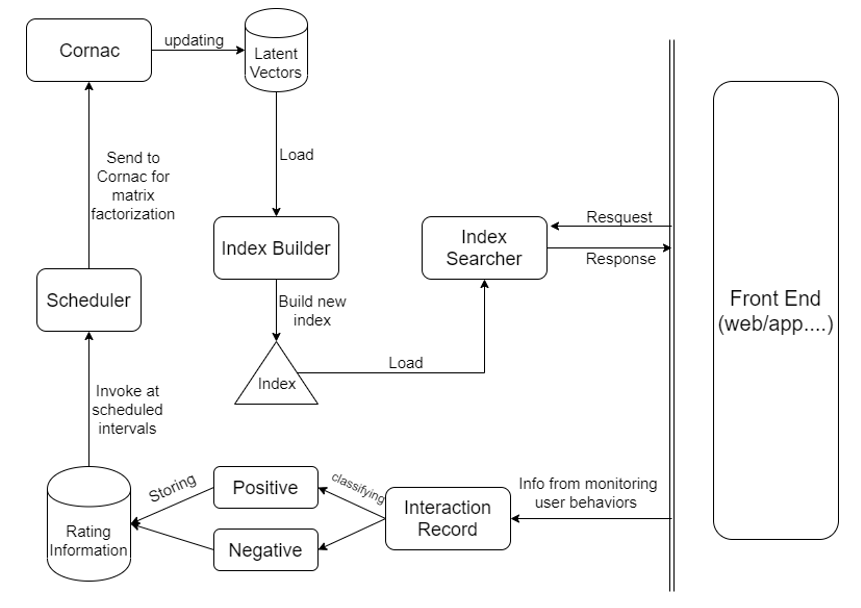 Cornac
updating
Latent
Vectors
Send to
Cornac for
matrix
factorization
Load
Index Builder
Index
Searcher
Resquest
Response
Scheduler
Build new
index
Index
Load
Front End
(web/app....)
Invoke at
scheduled
intervals
Storing
Positive
classifying
Interaction
Record
Info from monitoring
user behaviors
Rating
Information
Negative